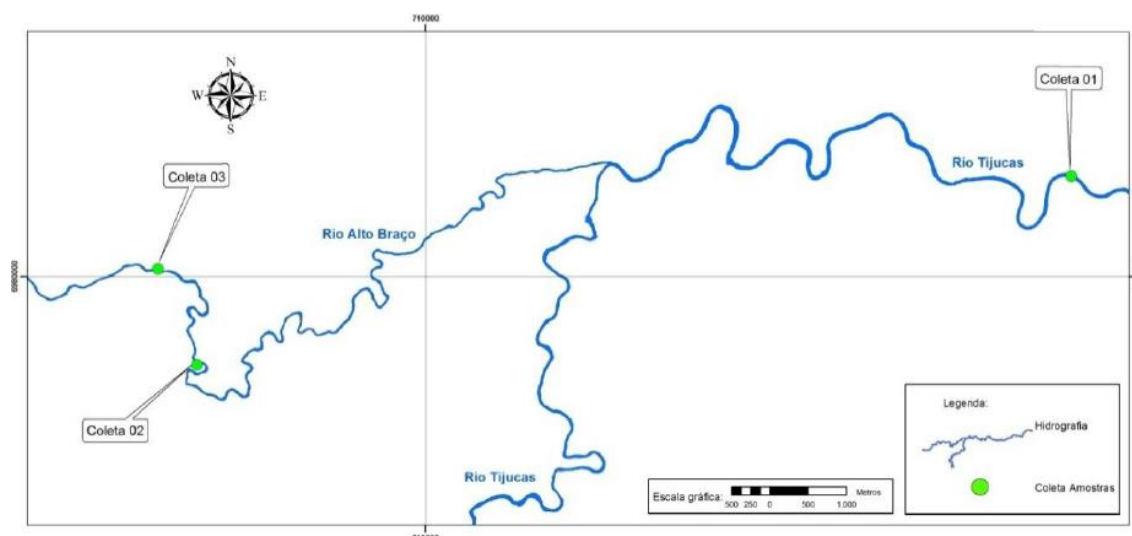 710000
N
W E
S
Coleta 01
Rio Tijucas
Coleta 03
Rio Alto Braço
6980000
Coleta 02
Legenda:
Hidrografia
Coleta Amostras
Rio Tijucas
Escala gráfica:
Metros
500 250 0 500 1.000